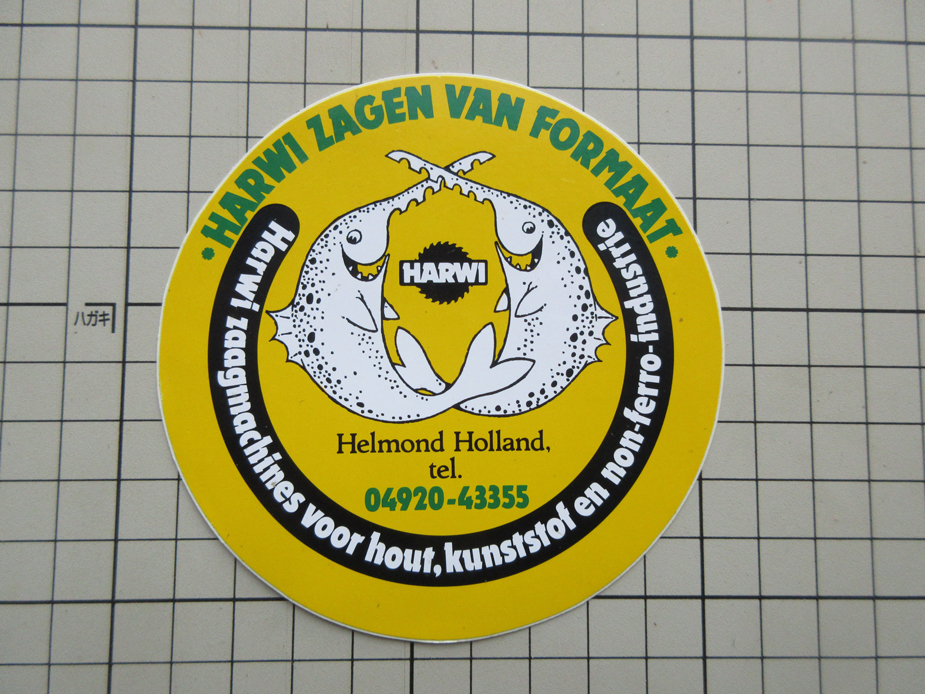 • HARWI ZAGEN VAN FORMAAT •
HARWI
Helmond Holland,
tel.
04920-43355
Harwi zaagmachines voor hout, kunststof en non-ferro-industrie
ハガキ